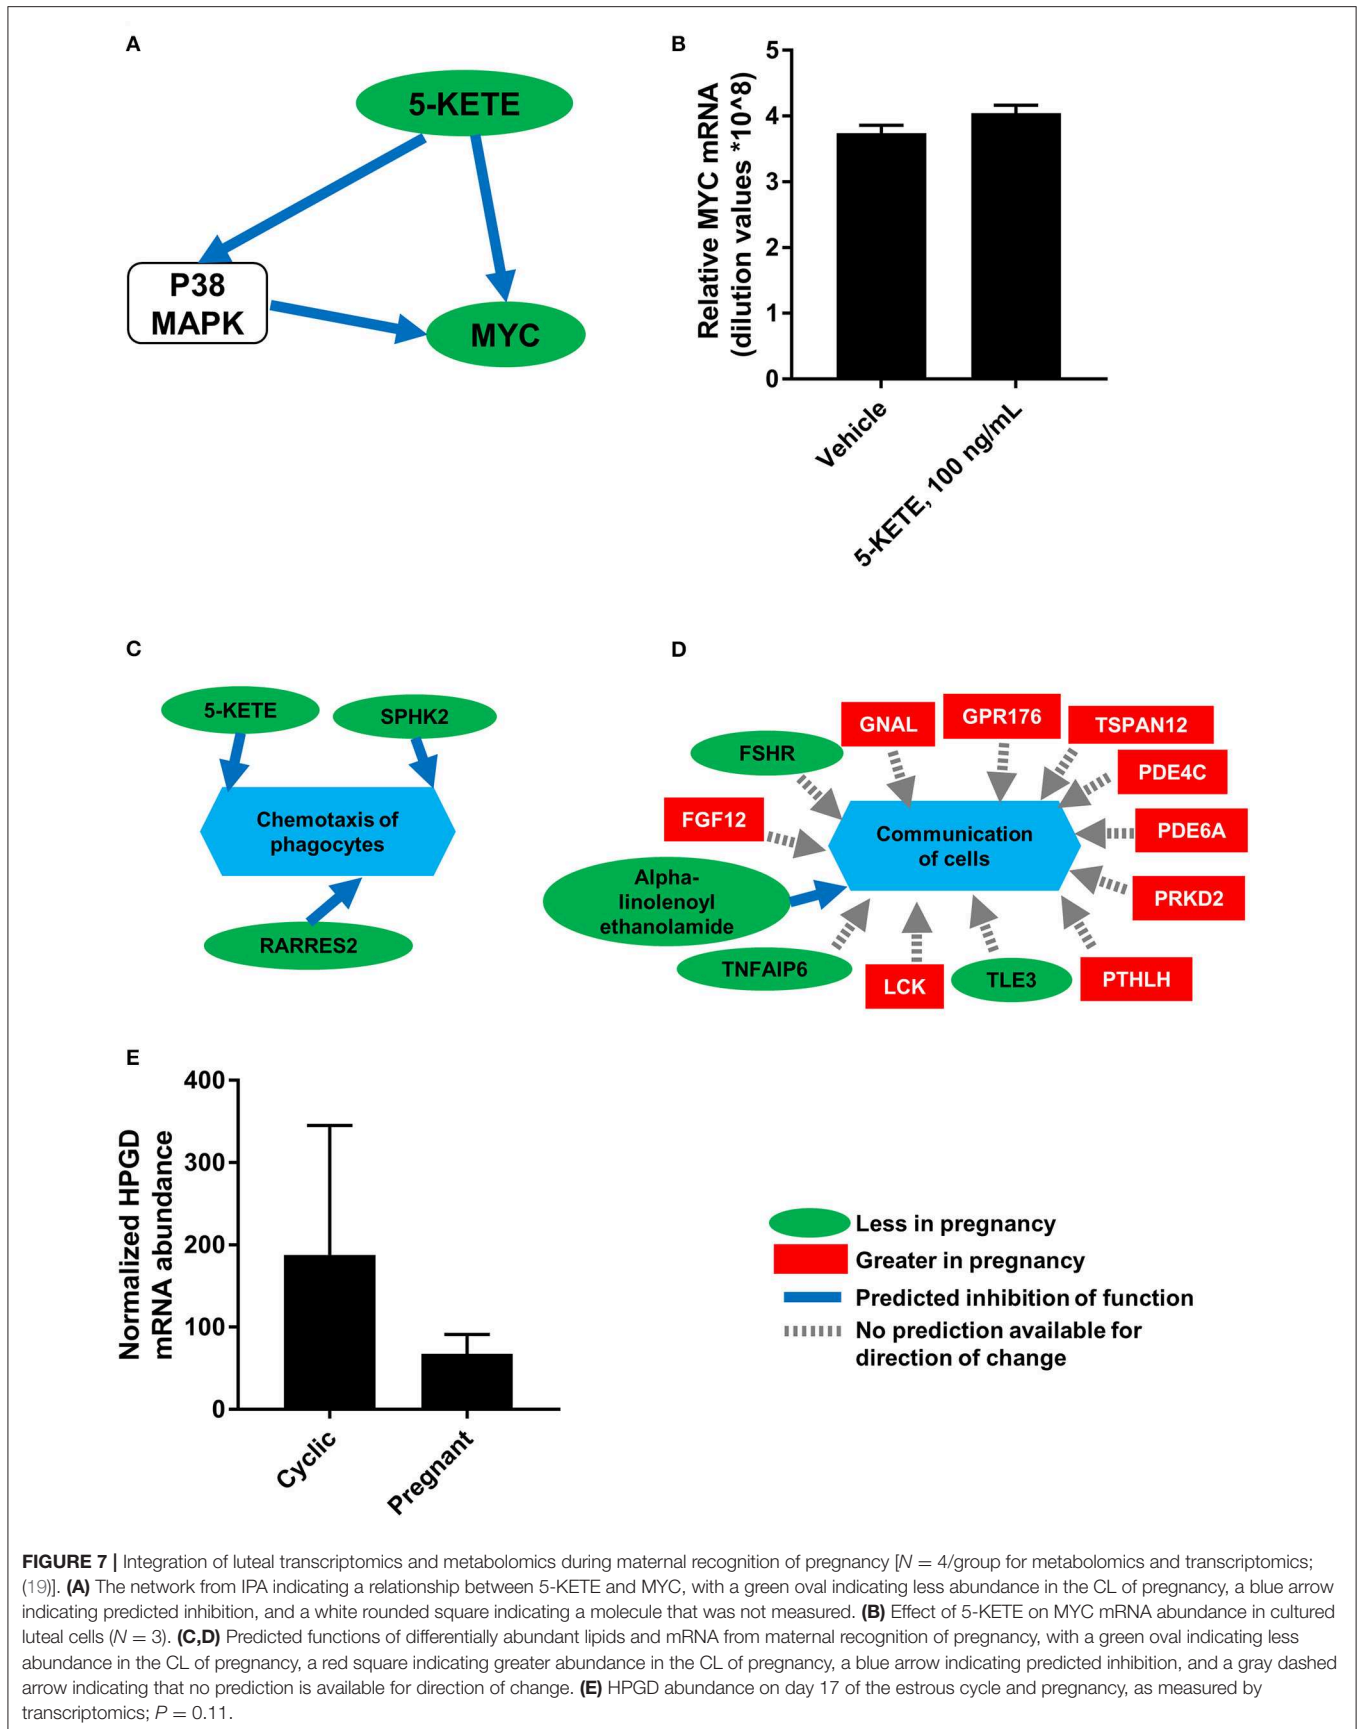 A
5-KETE
P38
MAPK
MYC
B
Relative MYC mRNA
(dilution values *10^8)
5
4
3
2
1
0
Vehicle
5-KETE, 100 ng/mL
C
5-KETE
SPHK2
Chemotaxis of
phagocytes
RARRES2
D
GNAL
GPR176
TSPAN12
FSHR
PDE4C
FGF12
PDE6A
Communication
of cells
Alpha-
linolenoyl
ethanolamide
PRKD2
TNFAIP6
LCK
TLE3
PTHLH
E
Normalized HPGD
mRNA abundance
400
300
200
100
0
Cyclic
Pregnant
Less in pregnancy
Greater in pregnancy
Predicted inhibition of function
No prediction available for
direction of change
FIGURE 7 | Integration of luteal transcriptomics and metabolomics during maternal recognition of pregnancy [N = 4/group for metabolomics and transcriptomics;
(19)]. (A) The network from IPA indicating a relationship between 5-KETE and MYC, with a green oval indicating less abundance in the CL of pregnancy, a blue arrow
indicating predicted inhibition, and a white rounded square indicating a molecule that was not measured. (B) Effect of 5-KETE on MYC mRNA abundance in cultured
luteal cells (N = 3). (C,D) Predicted functions of differentially abundant lipids and mRNA from maternal recognition of pregnancy, with a green oval indicating less
abundance in the CL of pregnancy, a red square indicating greater abundance in the CL of pregnancy, a blue arrow indicating predicted inhibition, and a gray dashed
arrow indicating that no prediction is available for direction of change. (E) HPGD abundance on day 17 of the estrous cycle and pregnancy, as measured by
transcriptomics; P = 0.11.